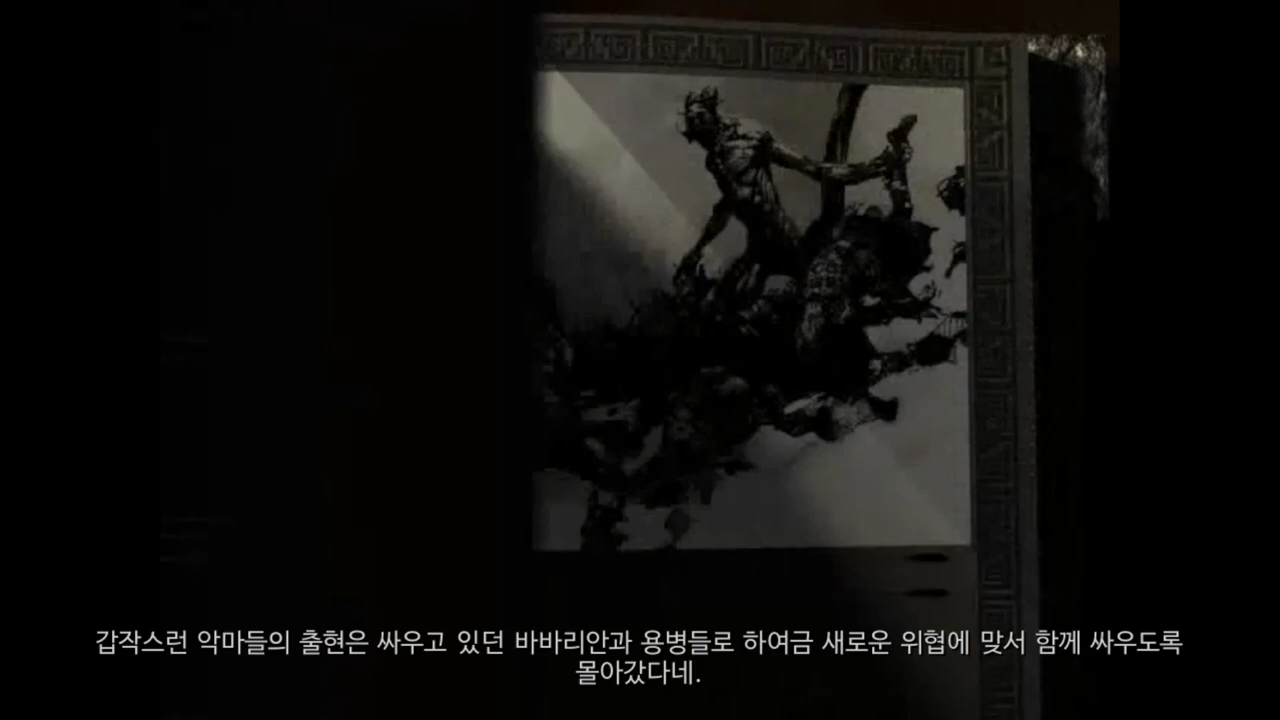 갑작스런 악마들의 출현은 싸우고 있던 바바리안과 용병들로 하여금 새로운 위협에 맞서 함께 싸우도록
몰아갔다네.